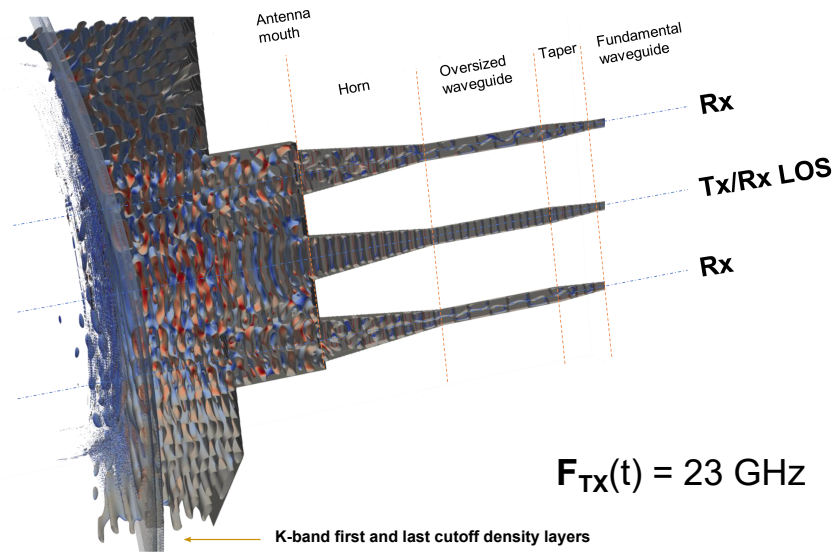 Antenna
mouth
Horn
Oversized
waveguide
Taper
Fundamental
waveguide
Rx
Tx/Rx LOS
Rx
F_TX(t) = 23 GHz
K-band first and last cutoff density layers